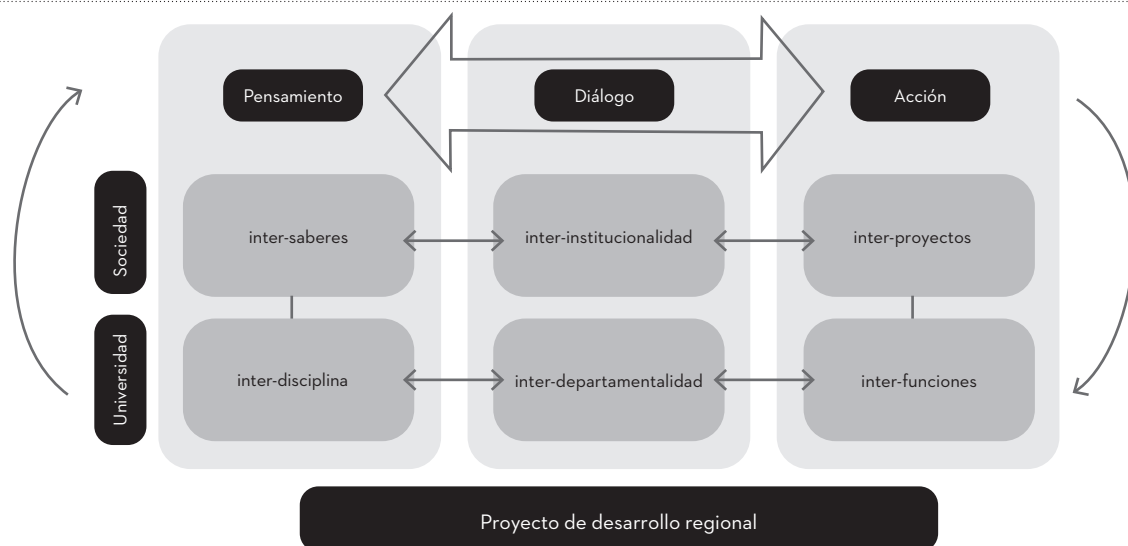 Pensamiento
Diálogo
Acción
Sociedad
inter-saberes
inter-institucionalidad
inter-proyectos
Universidad
inter-disciplina
inter-departamentalidad
inter-funciones
Proyecto de desarrollo regional